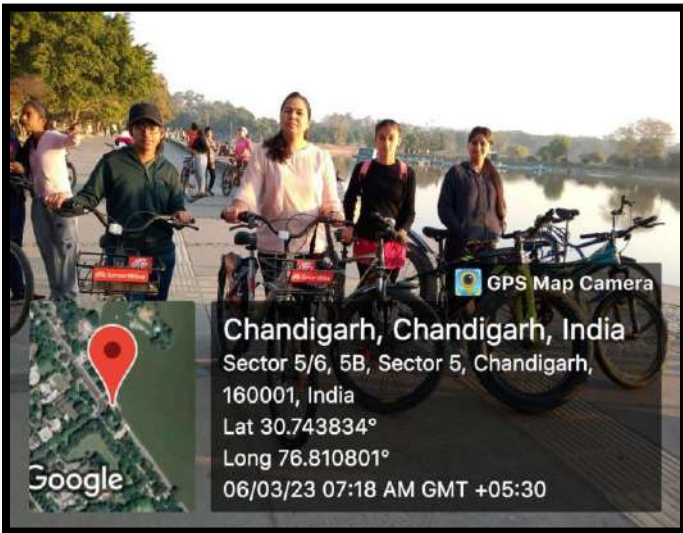 GPS Map Camera
Chandigarh, Chandigarh, India
Sector 5/6, 5B, Sector 5, Chandigarh,
160001, India
Lat 30.743834°
Long 76.810801°
06/03/23 07:18 AM GMT +05:30
Google